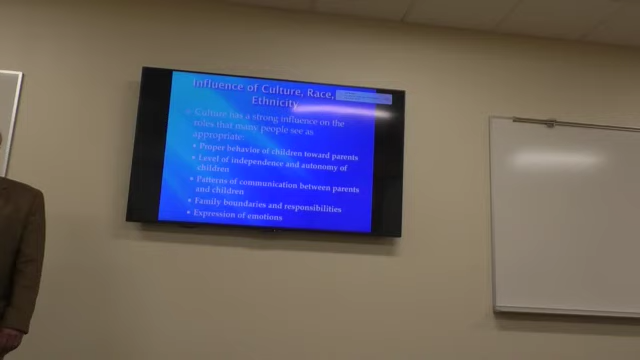 Influence of Culture, Race,
Ethnicity
Culture has a strong influence on the
roles that many people see as
appropriate:
Proper behavior of children toward parents
Level of independence and autonomy of
children
Patterns of communication between parents
and children
Family boundaries and responsibilities
Expression of emotions